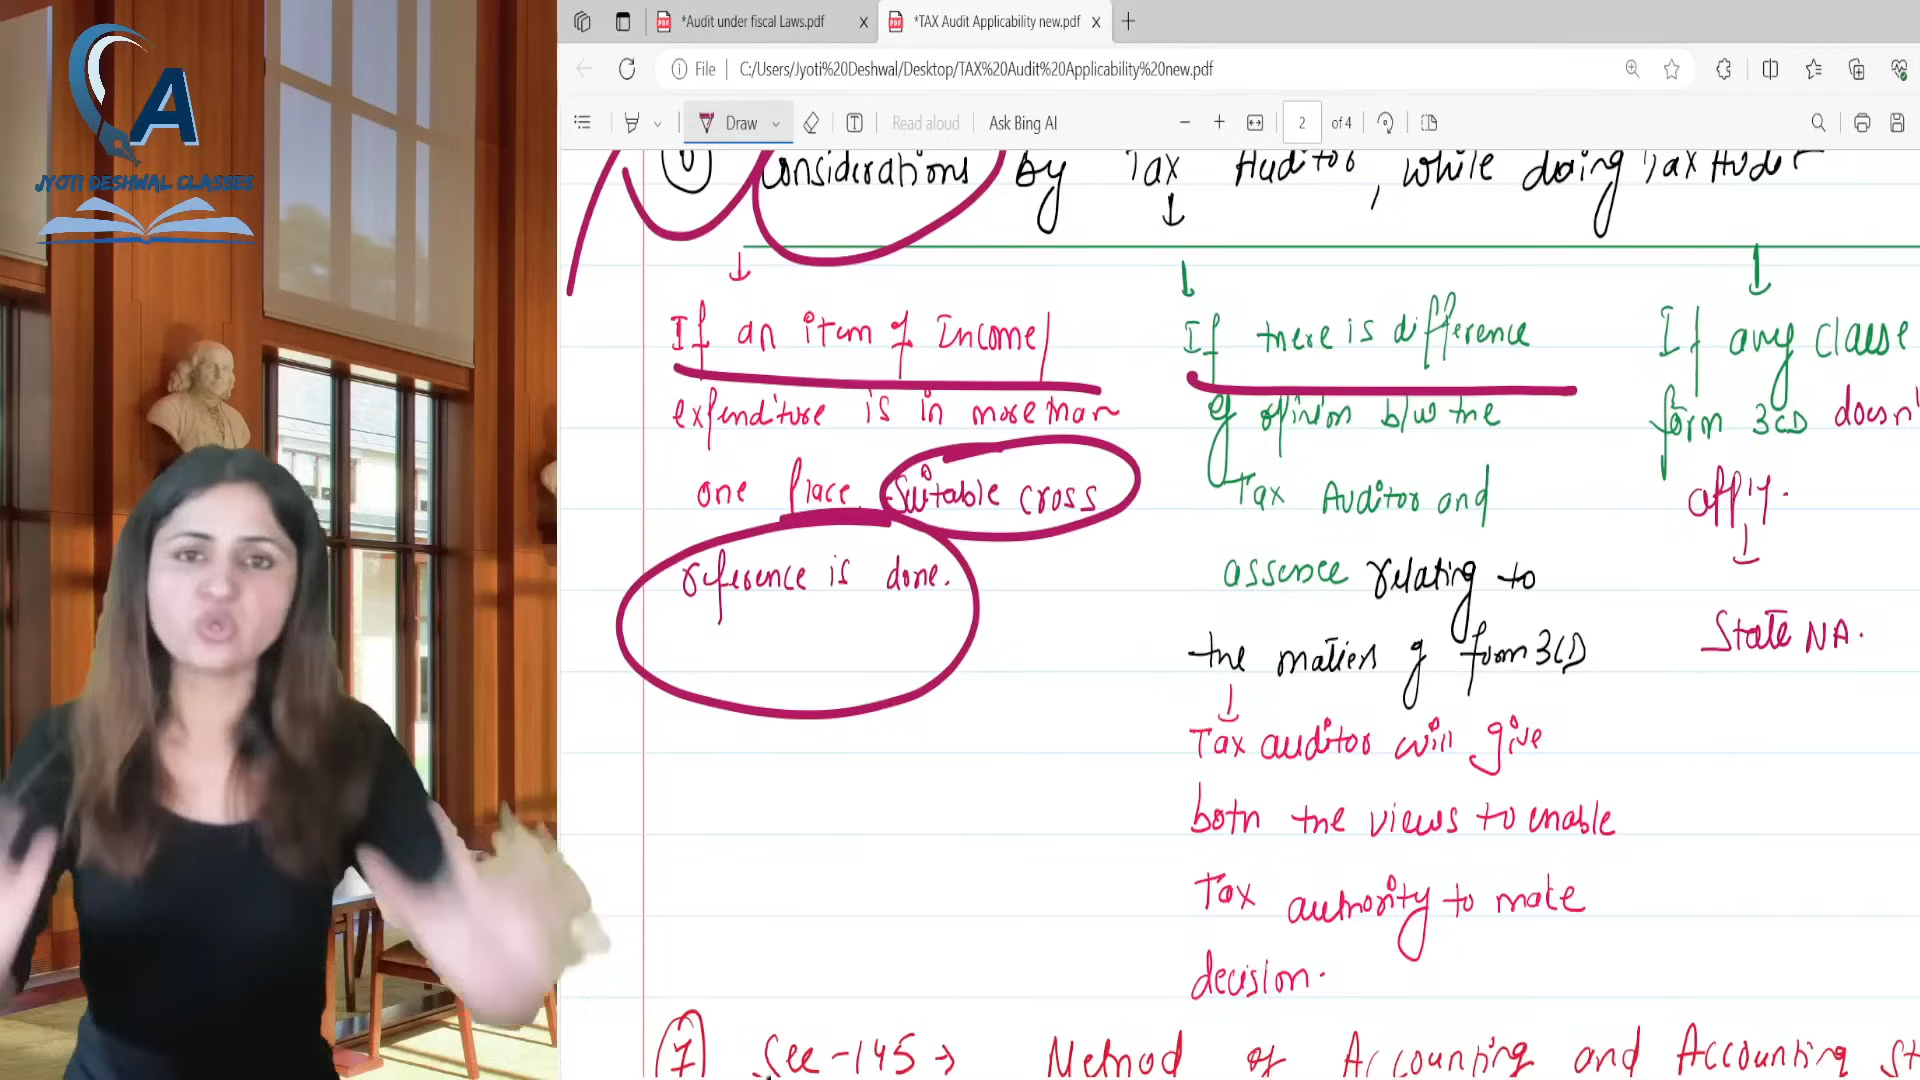 *Audit under fiscal Laws.pdf
*TAX Audit Applicability new.pdf
File C:/Users/Jyoti%20Deshwal/Desktop/TAX%20Audit%20Applicability%20new.pdf
Draw
Read aloud
Ask Bing AI
2 of 4
A
JYOTI DESHWAL CLASSES
6 Considerations by Tax Auditor, while doing Tax Audit
If an item of Income/
expenditure is in more than
one place, suitable cross
reference is done.
If there is difference
of opinion b/w the
Tax Auditor and
assessee relating to
the matters of form 3CD
Tax auditor will give
both the views to enable
Tax authority to make
decision.
If any clause
form 3CD doesn'
apply.
State NA.
7 Sec-145 → Method of Accounting and Accounting St